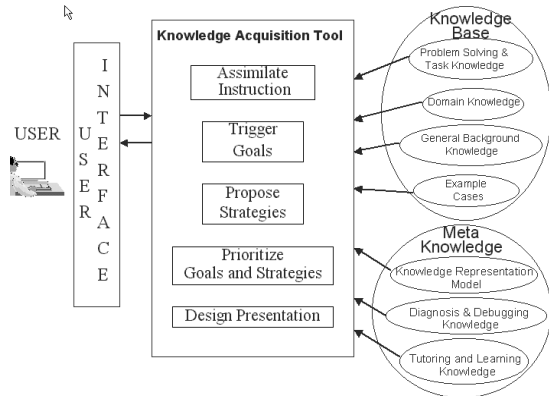 USER
USER
INTERFACE
Knowledge Acquisition Tool
Assimilate
Instruction
Trigger
Goals
Propose
Strategies
Prioritize
Goals and Strategies
Design Presentation
Knowledge
Base
Problem Solving &
Task Knowledge
Domain Knowledge
General Background
Knowledge
Example
Cases
Meta
Knowledge
Knowledge Representation
Model
Diagnosis & Debugging
Knowledge
Tutoring and Learning
Knowledge